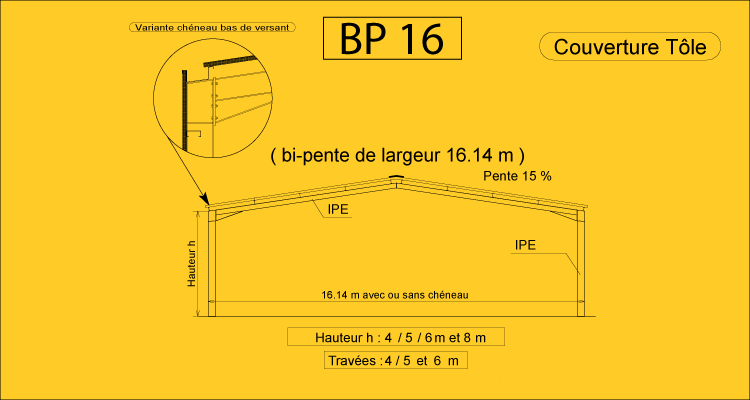 Variante chéneau bas de versant
BP 16
Couverture Tôle
( bi-pente de largeur 16.14 m )
Pente 15 %
IPE
IPE
Hauteur h
16.14 m avec ou sans chéneau
Hauteur h : 4 / 5 / 6 m et 8 m
Travées : 4 / 5 et 6 m